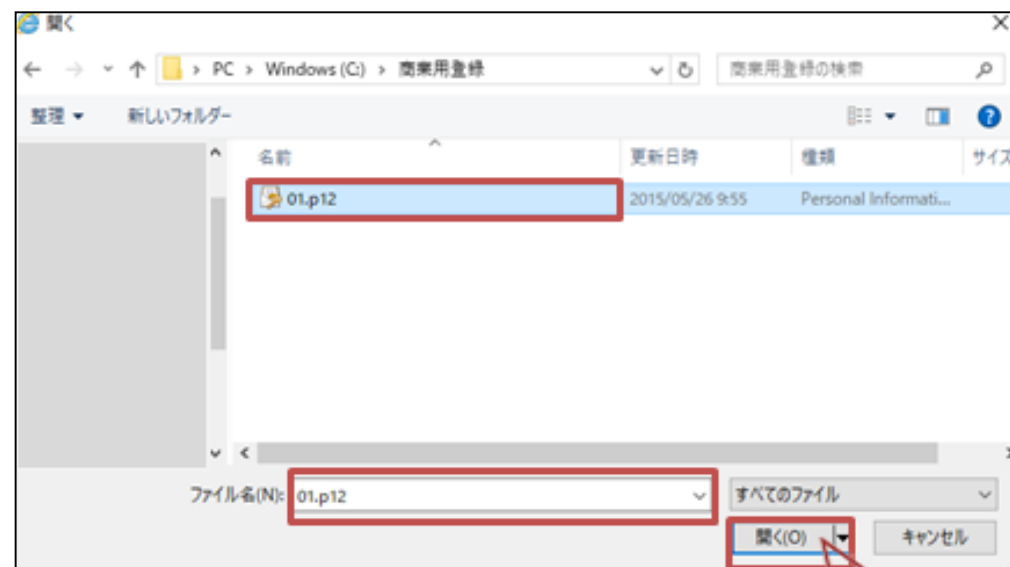 開く
PC > Windows (C:) > 商業用登録
商業用登録の検索
整理 新しいフォルダー
名前 更新日時 種類 サイズ
01.p12 2015/05/26 9:55 Personal Informati...
ファイル名(N): 01.p12 すべてのファイル
開く(O) キャンセル